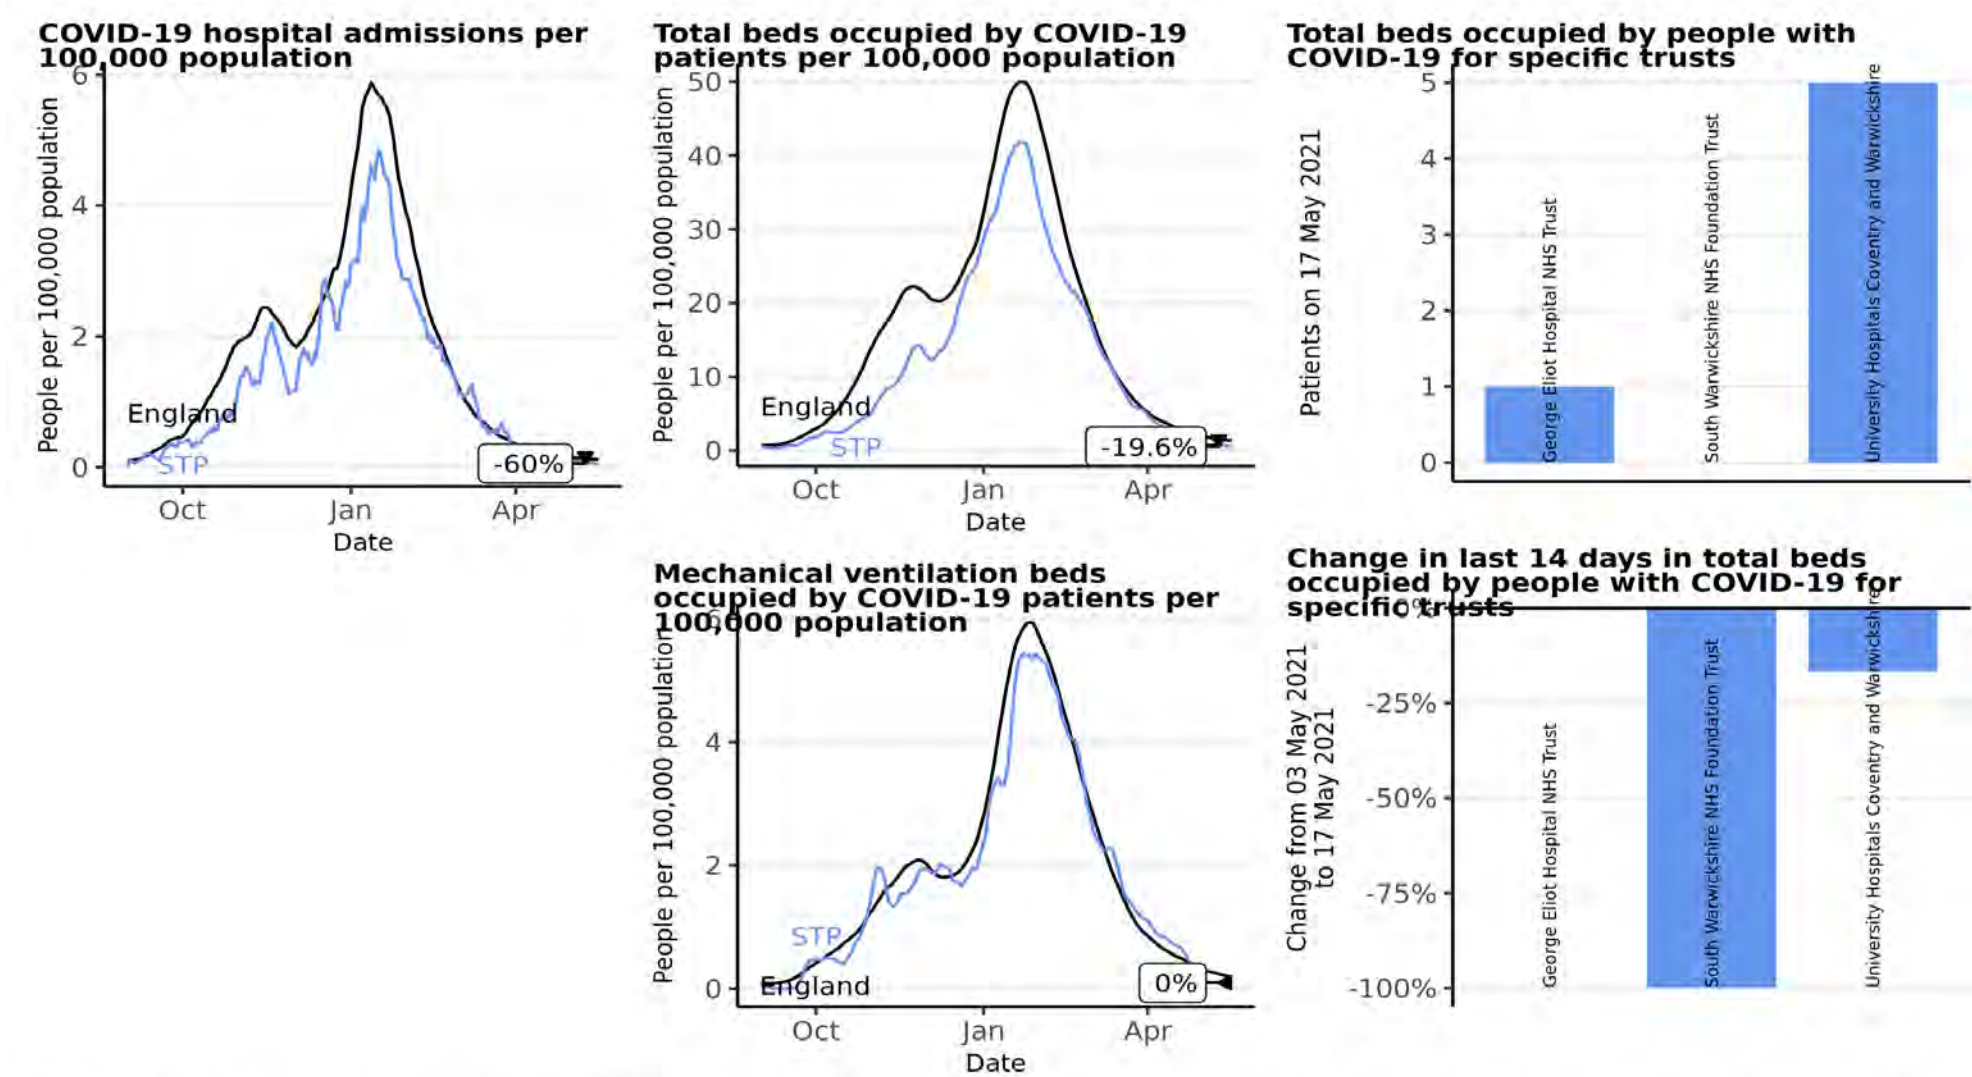 COVID-19 hospital admissions per
100,000 population
People per 100,000 population
6
4
2
0
England
STP
-60%
Oct
Jan
Apr
Date
Total beds occupied by COVID-19
patients per 100,000 population
People per 100,000 population
50
40
30
20
10
0
England
STP
-19.6%
Oct
Jan
Apr
Date
Total beds occupied by people with
COVID-19 for specific trusts
Patients on 17 May 2021
5
4
3
2
1
0
George Eliot Hospital NHS Trust
South Warwickshire NHS Foundation Trust
University Hospitals Coventry and Warwickshire
Mechanical ventilation beds
occupied by COVID-19 patients per
100,000 population
People per 100,000 population
6
4
2
0
STP
England
0%
Oct
Jan
Apr
Date
Change in last 14 days in total beds
occupied by people with COVID-19 for
specific trusts
Change from 03 May 2021
to 17 May 2021
0%
-25%
-50%
-75%
-100%
George Eliot Hospital NHS Trust
South Warwickshire NHS Foundation Trust
University Hospitals Coventry and Warwickshire